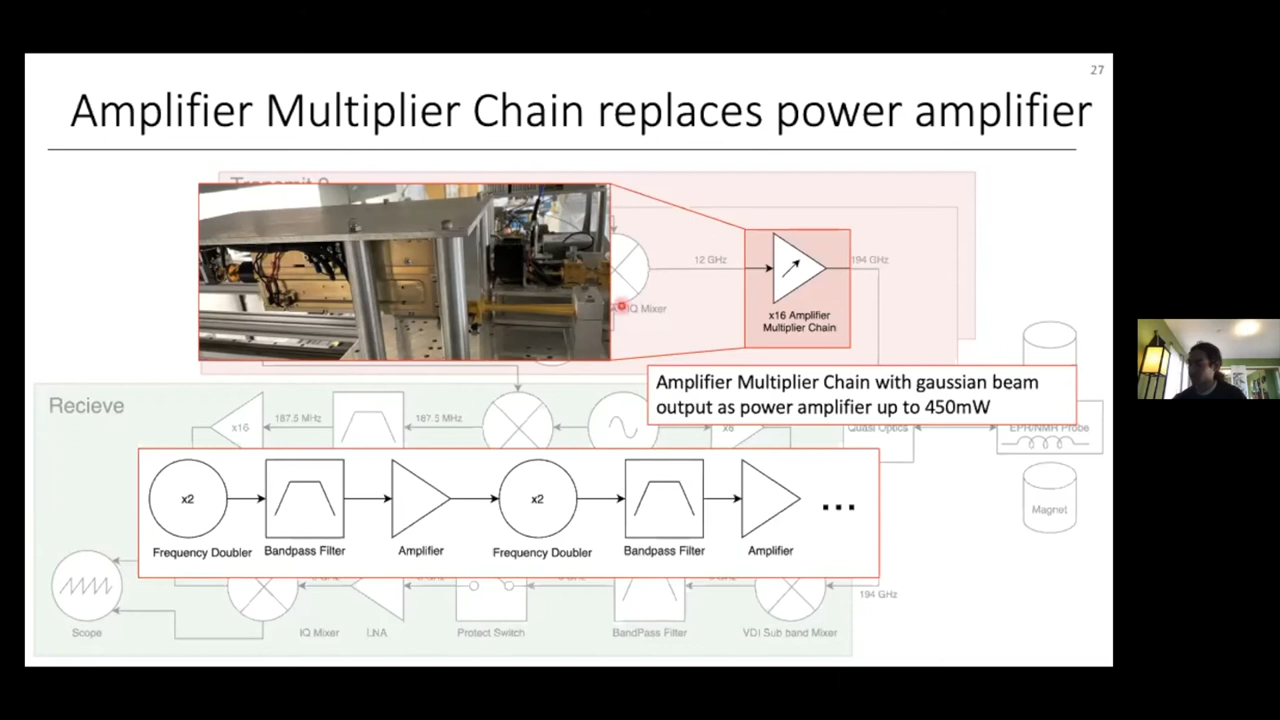 27
Amplifier Multiplier Chain replaces power amplifier
12 GHz
194 GHz
IQ Mixer
x16 Amplifier
Multiplier Chain
Amplifier Multiplier Chain with gaussian beam
output as power amplifier up to 450mW
Recieve
x16
187.5 MHz
187.5 MHz
x8
Quasi Optics
EPR/NMR Probe
x2
x2
...
Frequency Doubler
Bandpass Filter
Amplifier
Frequency Doubler
Bandpass Filter
Amplifier
Magnet
194 GHz
Scope
IQ Mixer
LNA
Protect Switch
BandPass Filter
VDI Sub band Mixer